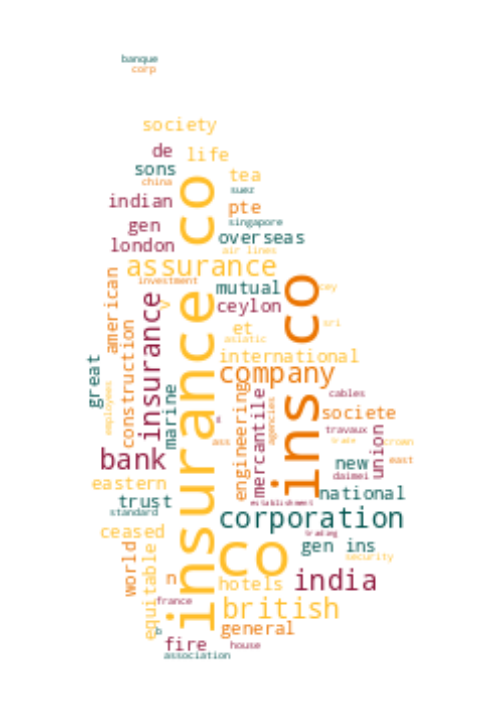 banque
corp
society
de
life
sons
tea
china
suez
indian
co
pte
gen
singapore
london
overseas
air lines
assurance
investment
mutual
cey
american
insurance
v
ceylon
ins co
construction
et
sri
asiatic
international
great
company
employees
marine
insurance
engineering
mercantile
cables
agencies
societe
travaux
ass
trade
crown
union
bank
new
east
daimei
eastern
national
trust
establishment
standard
corporation
ceased
trading
co
gen ins
security
world
equitable
n
hotels
india
france
british
b
general
fire
house
association